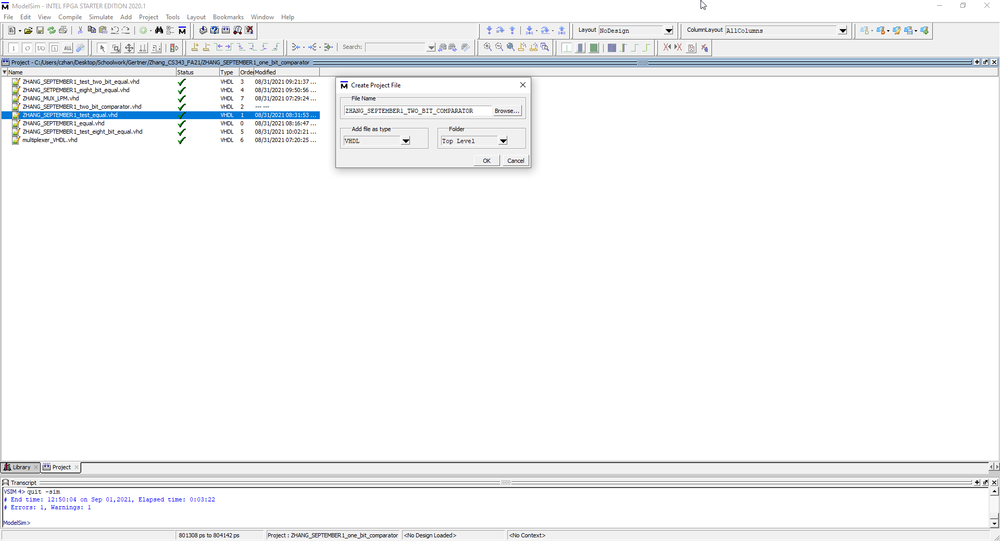 ModelSim - INTEL FPGA STARTER EDITION 2020.1
File Edit View Compile Simulate Add Project Tools Layout Bookmarks Window Help
Layout NoDesign ColumnLayout AllColumns
ALL Search:
Project - C:/Users/czhan/Desktop/Schoolwork/Gertner/Zhang_CS343_FA21/ZHANG_SEPTEMBER1_one_bit_comparator
Name Status Type Order Modified
ZHANG_SEPTEMBER1_test_two_bit_equal.vhd VHDL 3 08/31/2021 09:21:37 ...
ZHANG_SETPEMBER1_eight_bit_equal.vhd VHDL 4 08/31/2021 09:50:56 ...
ZHANG_MUX_LPM.vhd VHDL 7 08/31/2021 07:29:24 ...
ZHANG_SEPTEMBER1_two_bit_comparator.vhd VHDL 2 --- ---
ZHANG_SEPTEMBER1_test_equal.vhd VHDL 1 08/31/2021 08:31:53 ...
ZHANG_SEPTEMBER1_equal.vhd VHDL 0 08/31/2021 08:16:47 ...
ZHANG_SEPTEMBER1_test_eight_bit_equal.vhd VHDL 5 08/31/2021 10:02:21 ...
multiplexer_VHDL.vhd VHDL 6 08/31/2021 07:20:25 ...
Create Project File
File Name
ZHANG_SEPTEMBER1_TWO_BIT_COMPARATOR Browse...
Add file as type Folder
VHDL Top Level
OK Cancel
Library Project
Transcript
VSIM 4> quit -sim
# End time: 12:50:04 on Sep 01,2021, Elapsed time: 0:03:22
# Errors: 1, Warnings: 1
ModelSim>
801308 ps to 804142 ps Project : ZHANG_SEPTEMBER1_one_bit_comparator <No Design Loaded> <No Context>